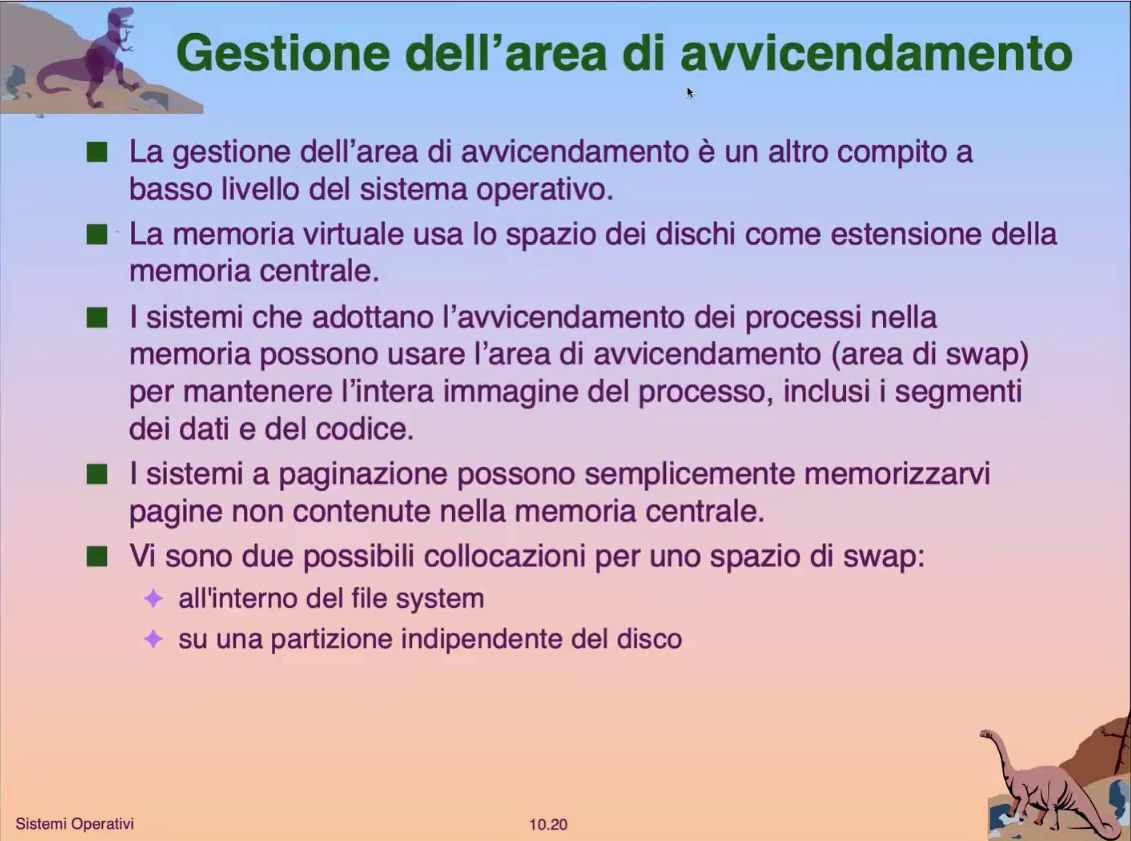 Gestione dell’area di avvicendamento
La gestione dell’area di avvicendamento è un altro compito a
basso livello del sistema operativo.
La memoria virtuale usa lo spazio dei dischi come estensione della
memoria centrale.
I sistemi che adottano l’avvicendamento dei processi nella
memoria possono usare l’area di avvicendamento (area di swap)
per mantenere l’intera immagine del processo, inclusi i segmenti
dei dati e del codice.
I sistemi a paginazione possono semplicemente memorizzarvi
pagine non contenute nella memoria centrale.
Vi sono due possibili collocazioni per uno spazio di swap:
all'interno del file system
su una partizione indipendente del disco
Sistemi Operativi
10.20